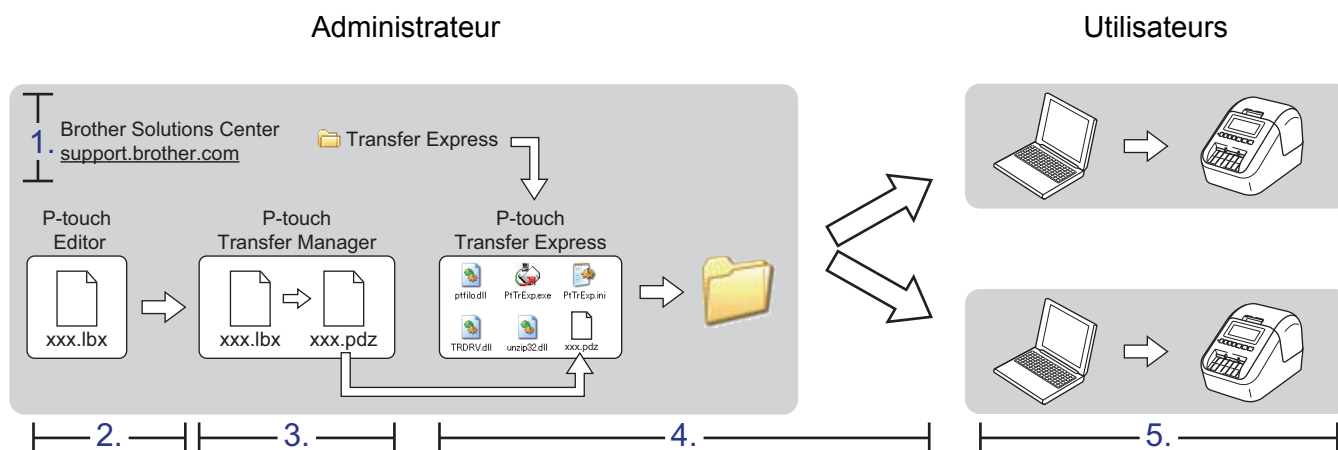 Administrateur
Utilisateurs
1.
Brother Solutions Center
support.brother.com
Transfer Express
P-touch
Editor
xxx.lbx
P-touch
Transfer Manager
xxx.lbx
xxx.pdz
P-touch
Transfer Express
ptfilo.dll
PtTrExp.exe
PtTrExp.ini
TRDRV.dll
unzip32.dll
xxx.pdz
2.
3.
4.
5.